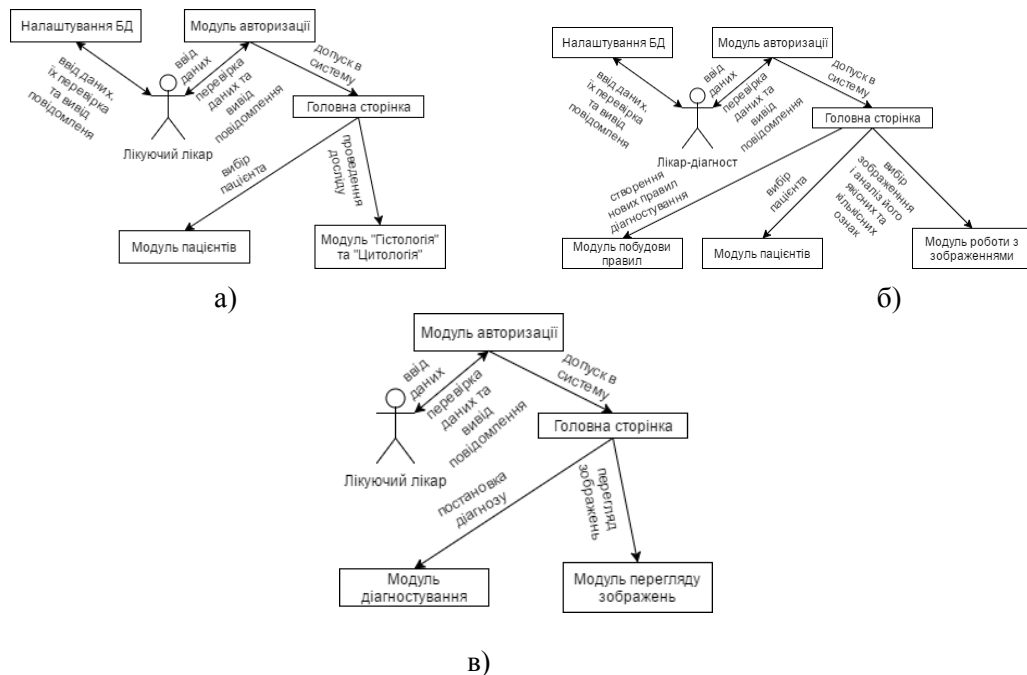 Налаштування БД
Модуль авторизації
ввід даних,
їх перевірка
та вивід
повідомленя
ввід
даних
перевірка
даних та
вивід
повідомлення
допуск в
систему
Головна сторінка
Лікуючий лікар
вибір
пацієнта
проведення
досліду
Модуль пацієнтів
Модуль "Гістологія"
та "Цитологія"
а)
Налаштування БД
Модуль авторизації
ввід даних,
їх перевірка
та вивід
повідомленя
ввід
даних
перевірка
даних та
вивід
повідомлення
допуск в
систему
Головна сторінка
Лікар-діагност
створення
нових правил
діагностування
вибір
пацієнта
вибір
зображення
і аналіз його
якісних та
кількісних
ознак
Модуль побудови
правил
Модуль пацієнтів
Модуль роботи з
зображеннями
б)
Модуль авторизації
ввід
даних
перевірка
даних та
вивід
повідомлення
допуск в
систему
Головна сторінка
Лікуючий лікар
постановка
діагнозу
перегляд
зображень
Модуль
діагностування
Модуль перегляду
зображень
в)